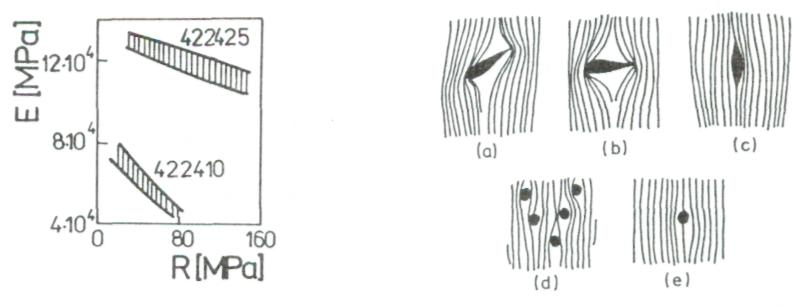 E [MPa]
12·10⁴
8·10⁴
4·10⁴
422425
422410
0
80
160
R [MPa]
(a)
(b)
(c)
(d)
(e)